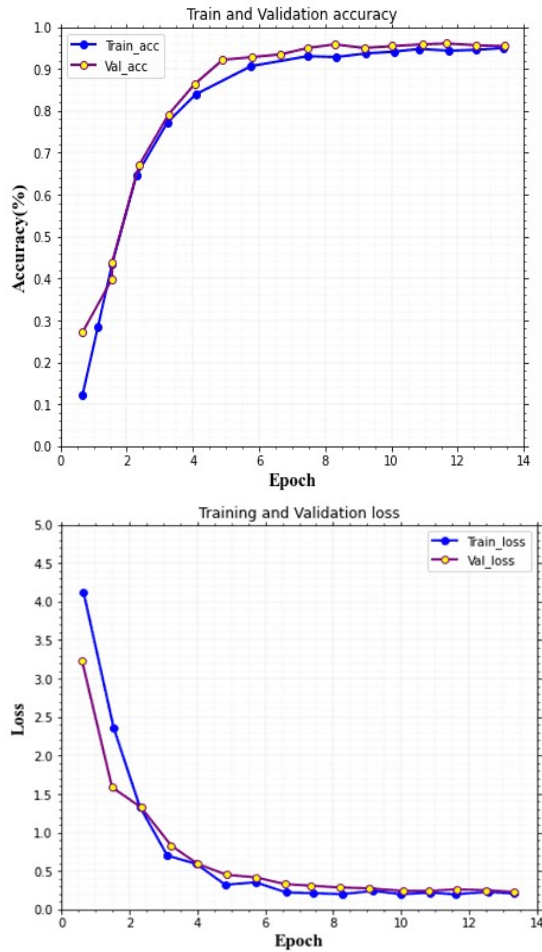 Train and Validation accuracy
1.0
0.9
0.8
0.7
0.6
0.5
0.4
0.3
0.2
0.1
0.0
Accuracy(%)
Train_acc
Val_acc
0 2 4 6 8 10 12 14
Epoch
Training and Validation loss
5.0
4.5
4.0
3.5
3.0
2.5
2.0
1.5
1.0
0.5
0.0
Loss
Train_loss
Val_loss
0 2 4 6 8 10 12 14
Epoch